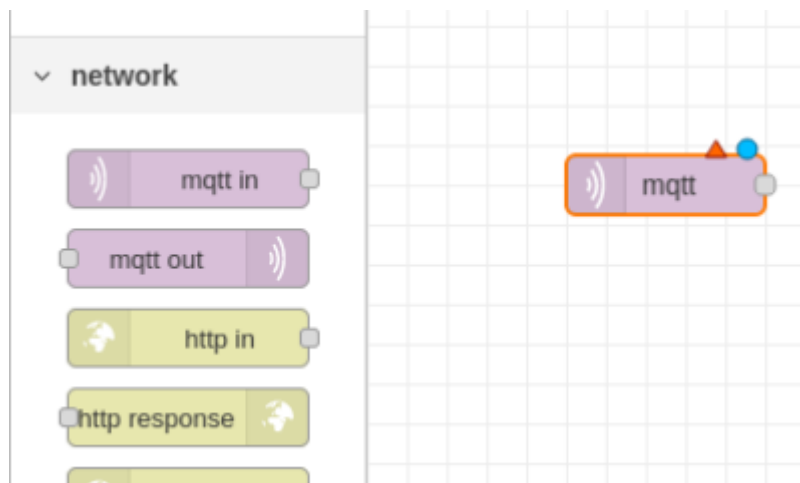 network
mqtt in
mqtt
mqtt out
http in
http response